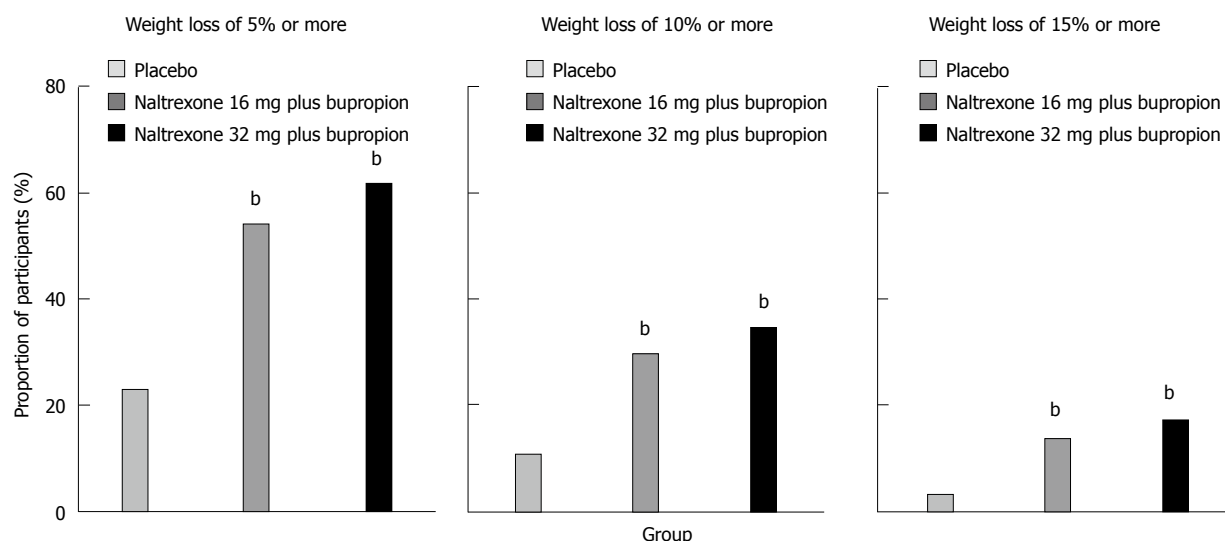 Weight loss of 5% or more
Placebo
Naltrexone 16 mg plus bupropion
Naltrexone 32 mg plus bupropion
80
60
40
20
0
Proportion of participants (%)
b
b
Weight loss of 10% or more
Placebo
Naltrexone 16 mg plus bupropion
Naltrexone 32 mg plus bupropion
b
b
Group
Weight loss of 15% or more
Placebo
Naltrexone 16 mg plus bupropion
Naltrexone 32 mg plus bupropion
b
b